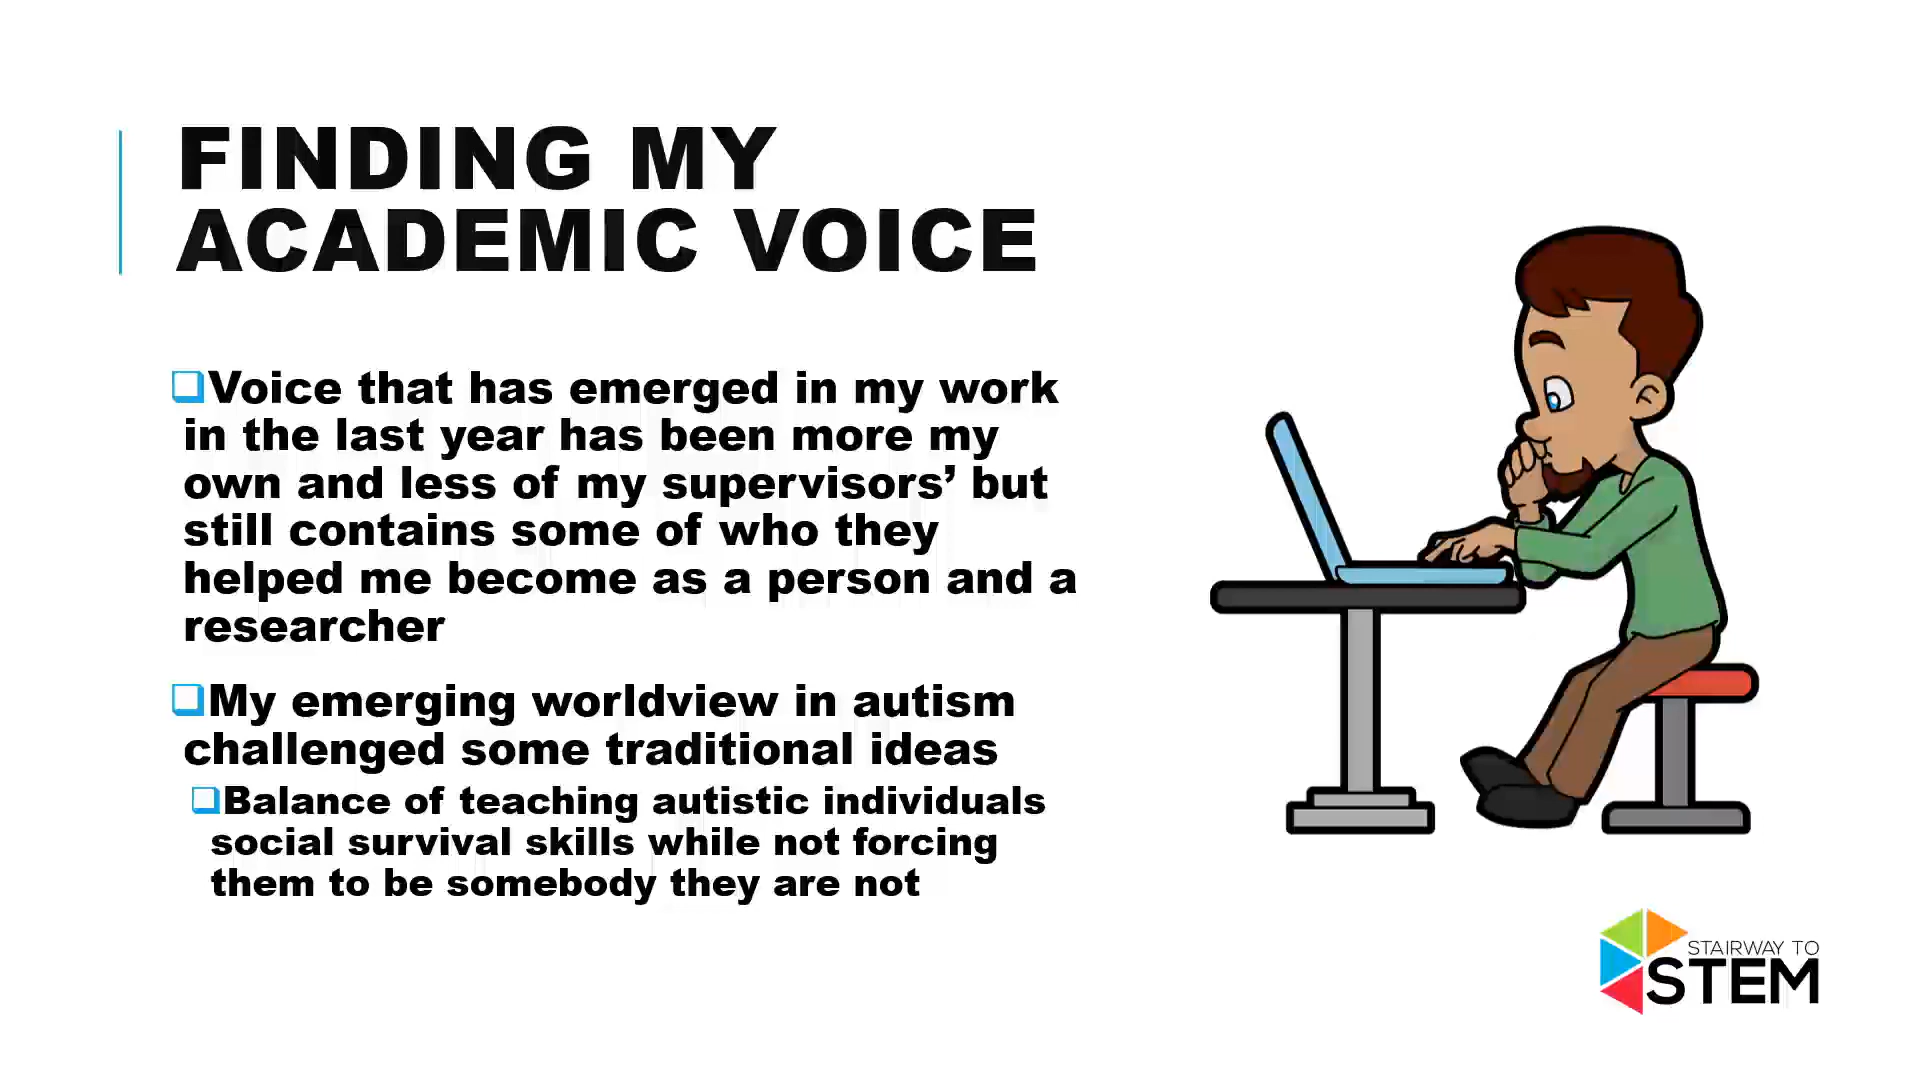 FINDING MY
ACADEMIC VOICE
Voice that has emerged in my work
in the last year has been more my
own and less of my supervisors’ but
still contains some of who they
helped me become as a person and a
researcher
My emerging worldview in autism
challenged some traditional ideas
Balance of teaching autistic individuals
social survival skills while not forcing
them to be somebody they are not
STAIRWAY TO
STEM